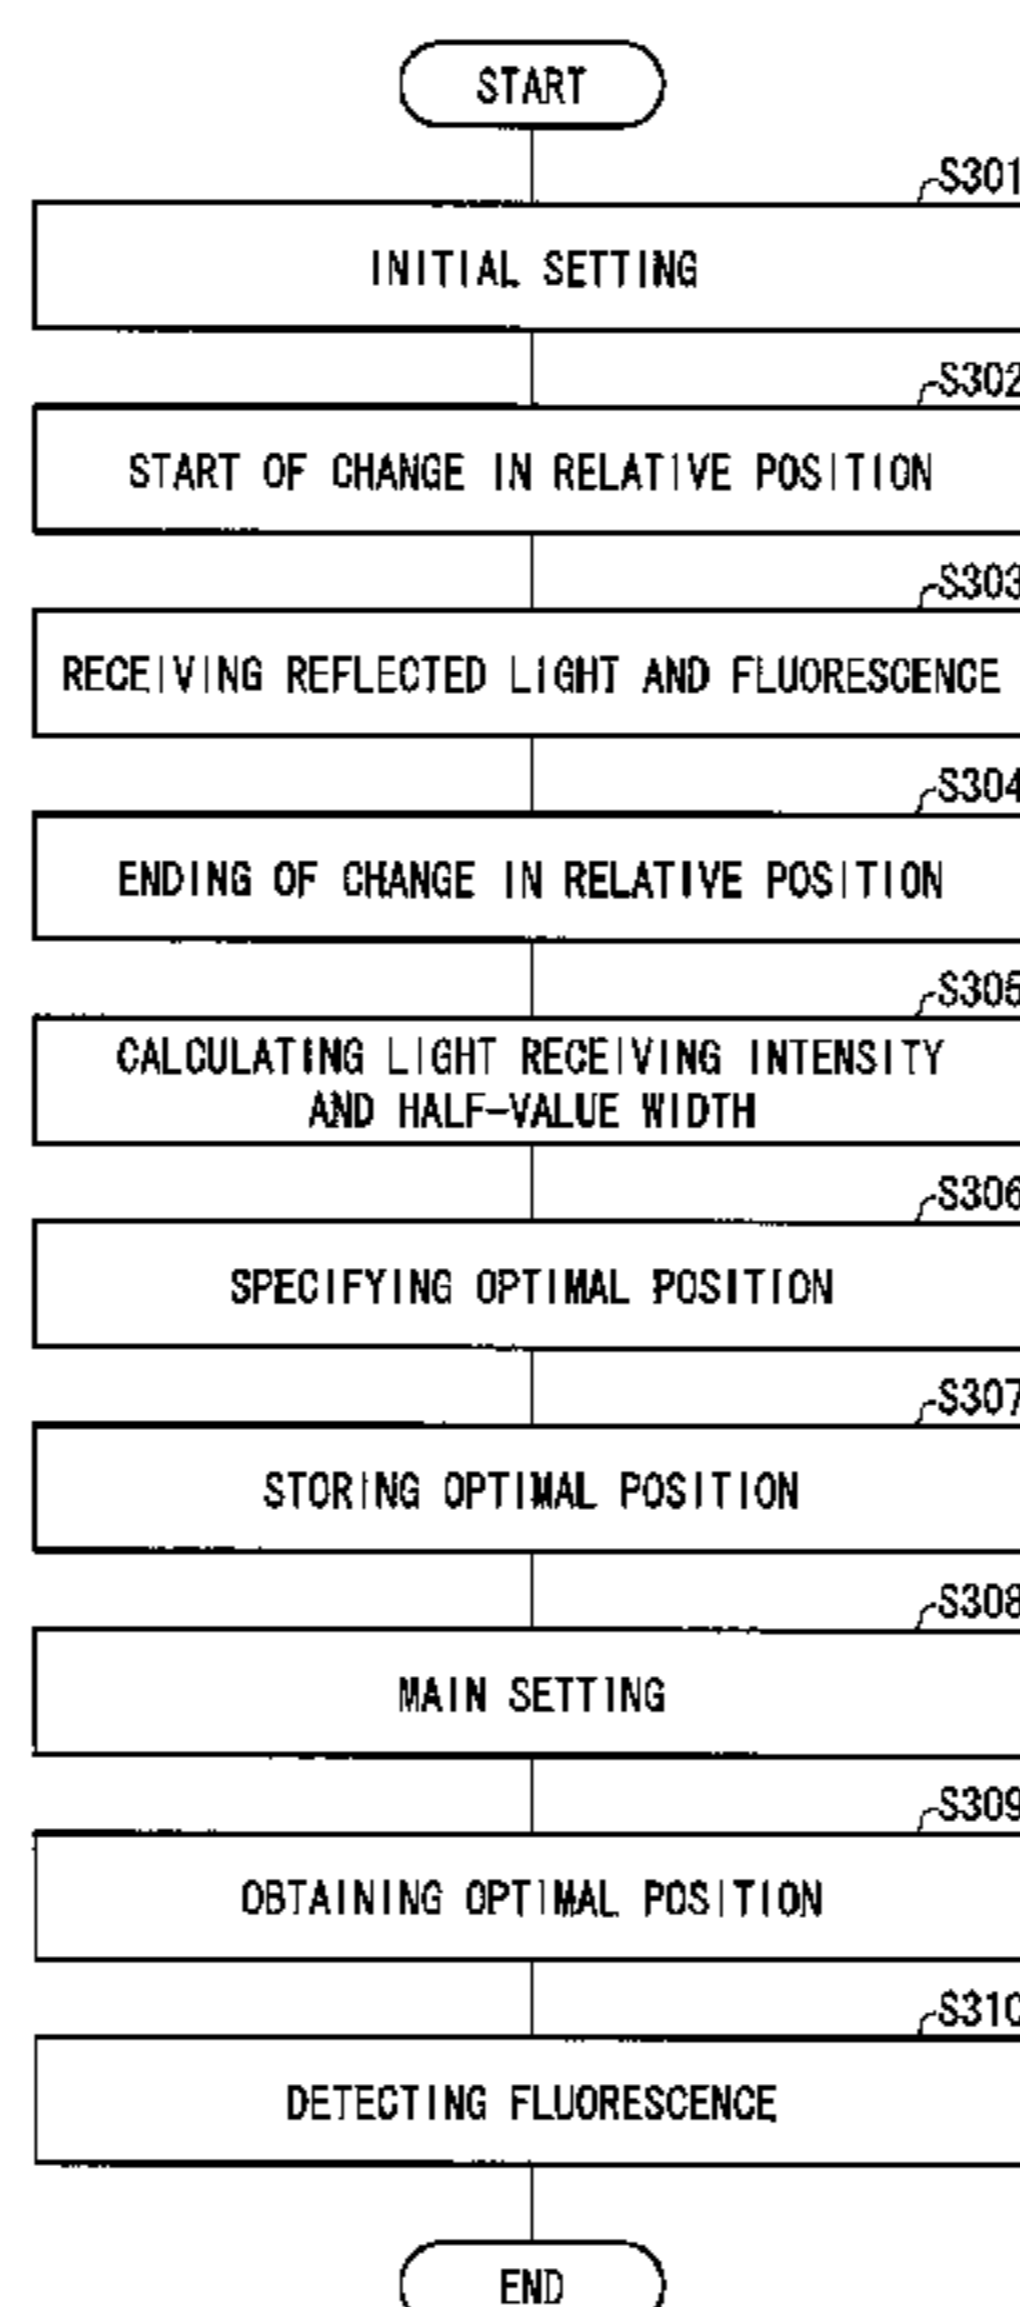 START
S301
INITIAL SETTING
S302
START OF CHANGE IN RELATIVE POSITION
S303
RECEIVING REFLECTED LIGHT AND FLUORESCENCE
S304
ENDING OF CHANGE IN RELATIVE POSITION
S305
CALCULATING LIGHT RECEIVING INTENSITY
AND HALF-VALUE WIDTH
S306
SPECIFYING OPTIMAL POSITION
S307
STORING OPTIMAL POSITION
S308
MAIN SETTING
S309
OBTAINING OPTIMAL POSITION
S310
DETECTING FLUORESCENCE
END